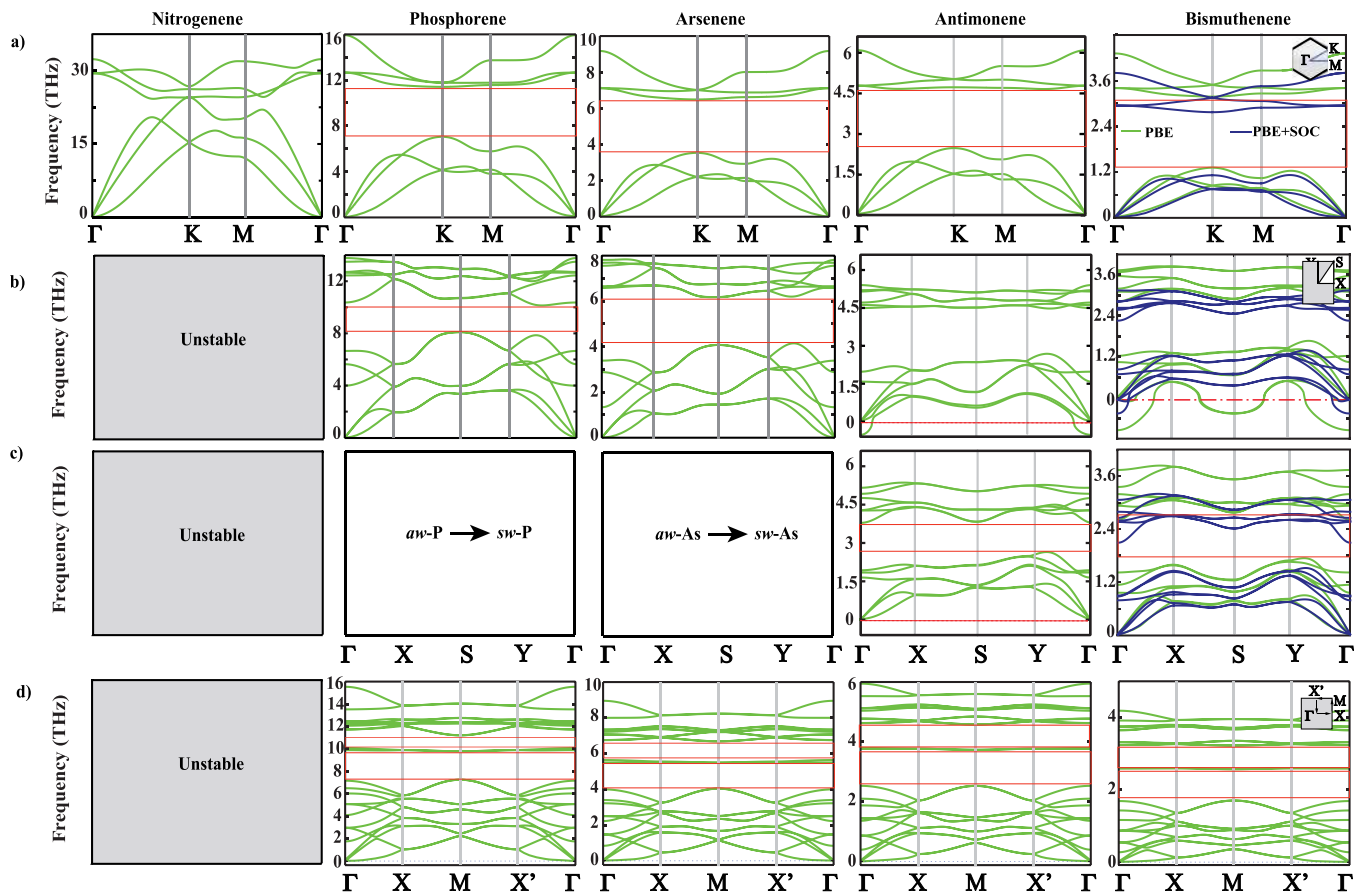 Nitrogenene Phosphorene Arsenene Antimonene Bismuthenene
a)
Frequency (THz)
30
15
0
Γ K M Γ
16
12
8
4
0
Γ K M Γ
10
8
6
4
2
0
Γ K M Γ
6
4.5
3
1.5
0
Γ K M Γ
3.6
2.4
1.2
0
Γ K M
PBE PBE+SOC
Γ K M Γ
b)
Frequency (THz)
Unstable
12
8
4
0
8
6
4
2
0
6
4.5
3
1.5
0
3.6
2.4
1.2
0
S
X
c)
Frequency (THz)
Unstable
aw-P → sw-P
Γ X S Y Γ
aw-As → sw-As
Γ X S Y Γ
6
4.5
3
1.5
0
Γ X S Y Γ
3.6
2.4
1.2
0
Γ X S Y Γ
d)
Frequency (THz)
Unstable
16
14
12
10
8
6
4
2
0
Γ X M X' Γ
10
8
6
4
2
0
Γ X M X' Γ
6
4
2
0
Γ X M X' Γ
4
2
0
X' M
Γ X
Γ X M X' Γ